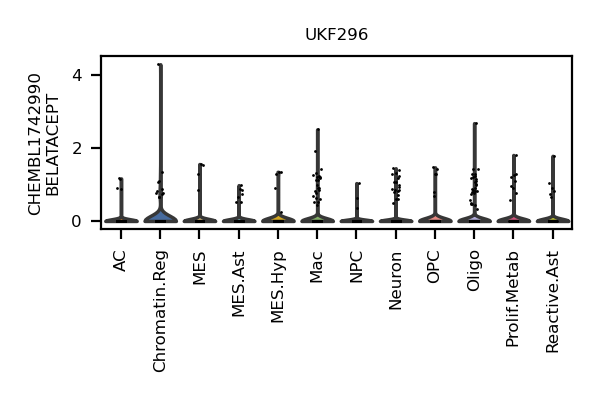 UKF296
CHEMBL1742990
BELATACEPT
4
2
0
AC
Chromatin.Reg
MES
MES.Ast
MES.Hyp
Mac
NPC
Neuron
OPC
Oligo
Prolif.Metab
Reactive.Ast